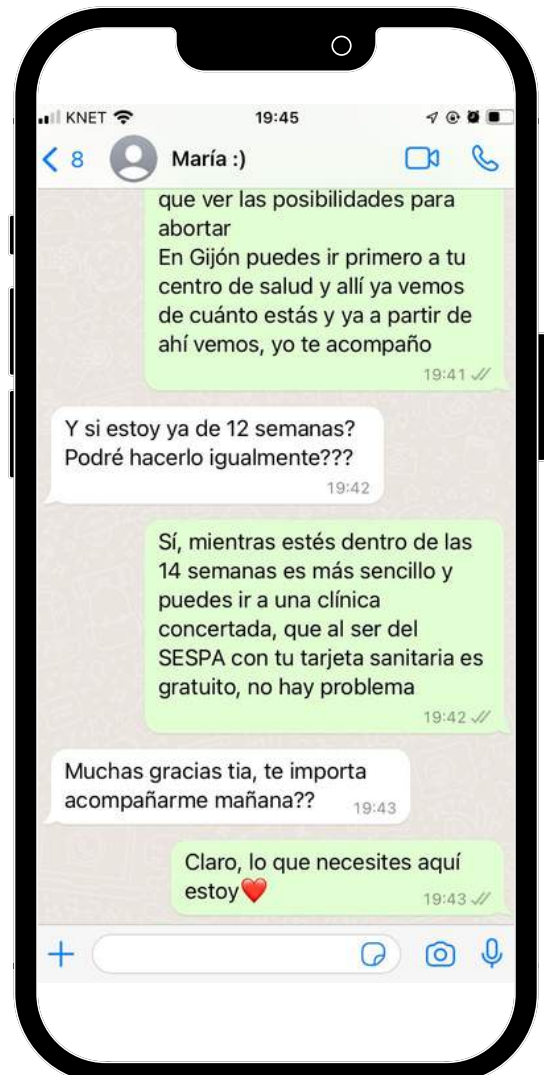 KNET 19:45
8 María :)
que ver las posibilidades para
abortar
En Gijón puedes ir primero a tu
centro de salud y allí ya vemos
de cuánto estás y ya a partir de
ahí vemos, yo te acompaño
19:41
Y si estoy ya de 12 semanas?
Podré hacerlo igualmente???
19:42
Sí, mientras estés dentro de las
14 semanas es más sencillo y
puedes ir a una clínica
concertada, que al ser del
SESPA con tu tarjeta sanitaria es
gratuito, no hay problema
19:42
Muchas gracias tia, te importa
acompañarme mañana?? 19:43
Claro, lo que necesites aquí
estoy❤️ 19:43